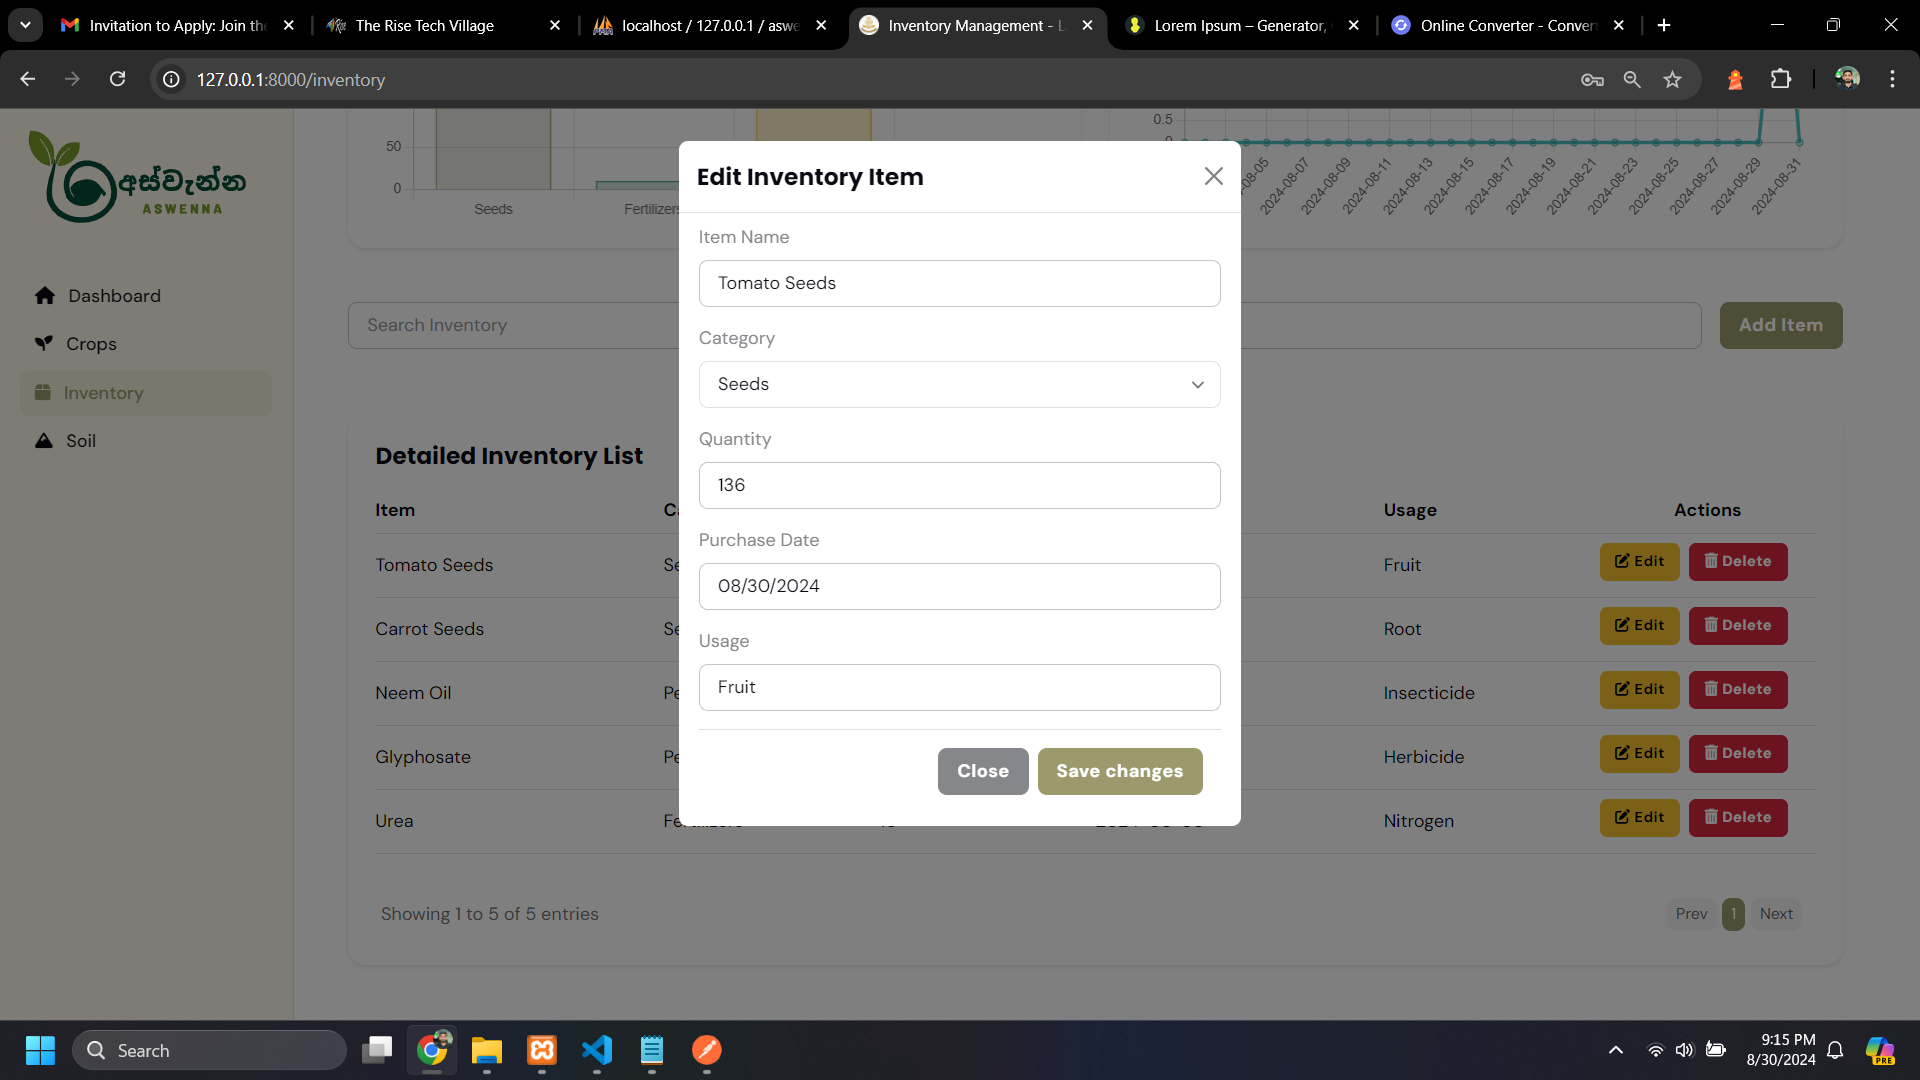 Invitation to Apply: Join the
The Rise Tech Village
localhost / 127.0.0.1 / aswe
Inventory Management - L
Lorem Ipsum – Generator,
Online Converter - Convert
127.0.0.1:8000/inventory
අස්වැන්න
ASWENNA
Dashboard
Crops
Inventory
Soil
50
0
Seeds
Fertilizers
0.5
0
-08-05
2024-08-07
2024-08-09
2024-08-11
2024-08-13
2024-08-15
2024-08-17
2024-08-19
2024-08-21
2024-08-23
2024-08-25
2024-08-27
2024-08-29
2024-08-31
Search Inventory
Add Item
Edit Inventory Item
Item Name
Tomato Seeds
Category
Seeds
Quantity
136
Purchase Date
08/30/2024
Usage
Fruit
Close Save changes
Detailed Inventory List
Item Ca Usage Actions
Tomato Seeds Se Fruit Edit Delete
Carrot Seeds Se Root Edit Delete
Neem Oil Pe Insecticide Edit Delete
Glyphosate Pe Herbicide Edit Delete
Urea Fertilizers Nitrogen Edit Delete
Showing 1 to 5 of 5 entries
Prev 1 Next
Search
9:15 PM
8/30/2024
PRE